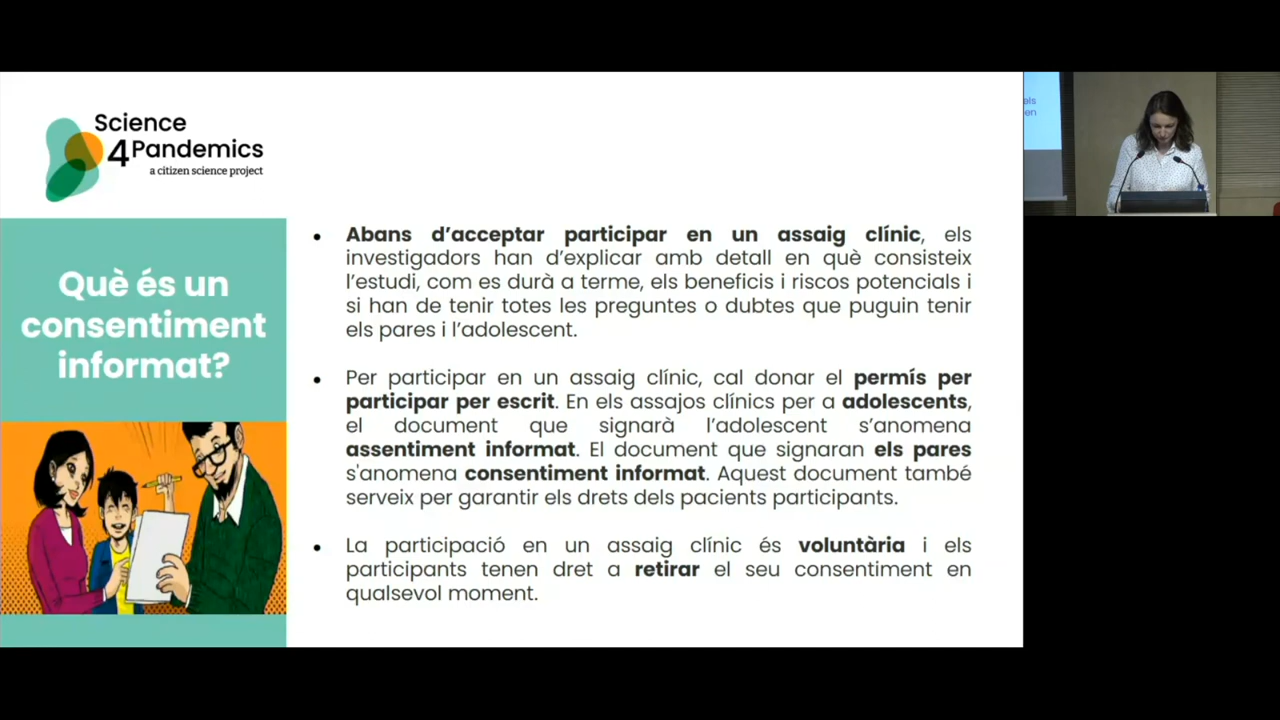 Science
4Pandemics
a citizen science project
Què és un
consentiment
informat?
• Abans d’acceptar participar en un assaig clínic, els
investigadors han d’explicar amb detall en què consisteix
l’estudi, com es durà a terme, els beneficis i riscos potencials i
si han de tenir totes les preguntes o dubtes que puguin tenir
els pares i l’adolescent.
• Per participar en un assaig clínic, cal donar el permís per
participar per escrit. En els assajos clínics per a adolescents,
el document que signarà l’adolescent s’anomena
assentiment informat. El document que signaran els pares
s'anomena consentiment informat. Aquest document també
serveix per garantir els drets dels pacients participants.
• La participació en un assaig clínic és voluntària i els
participants tenen dret a retirar el seu consentiment en
qualsevol moment.
els
en